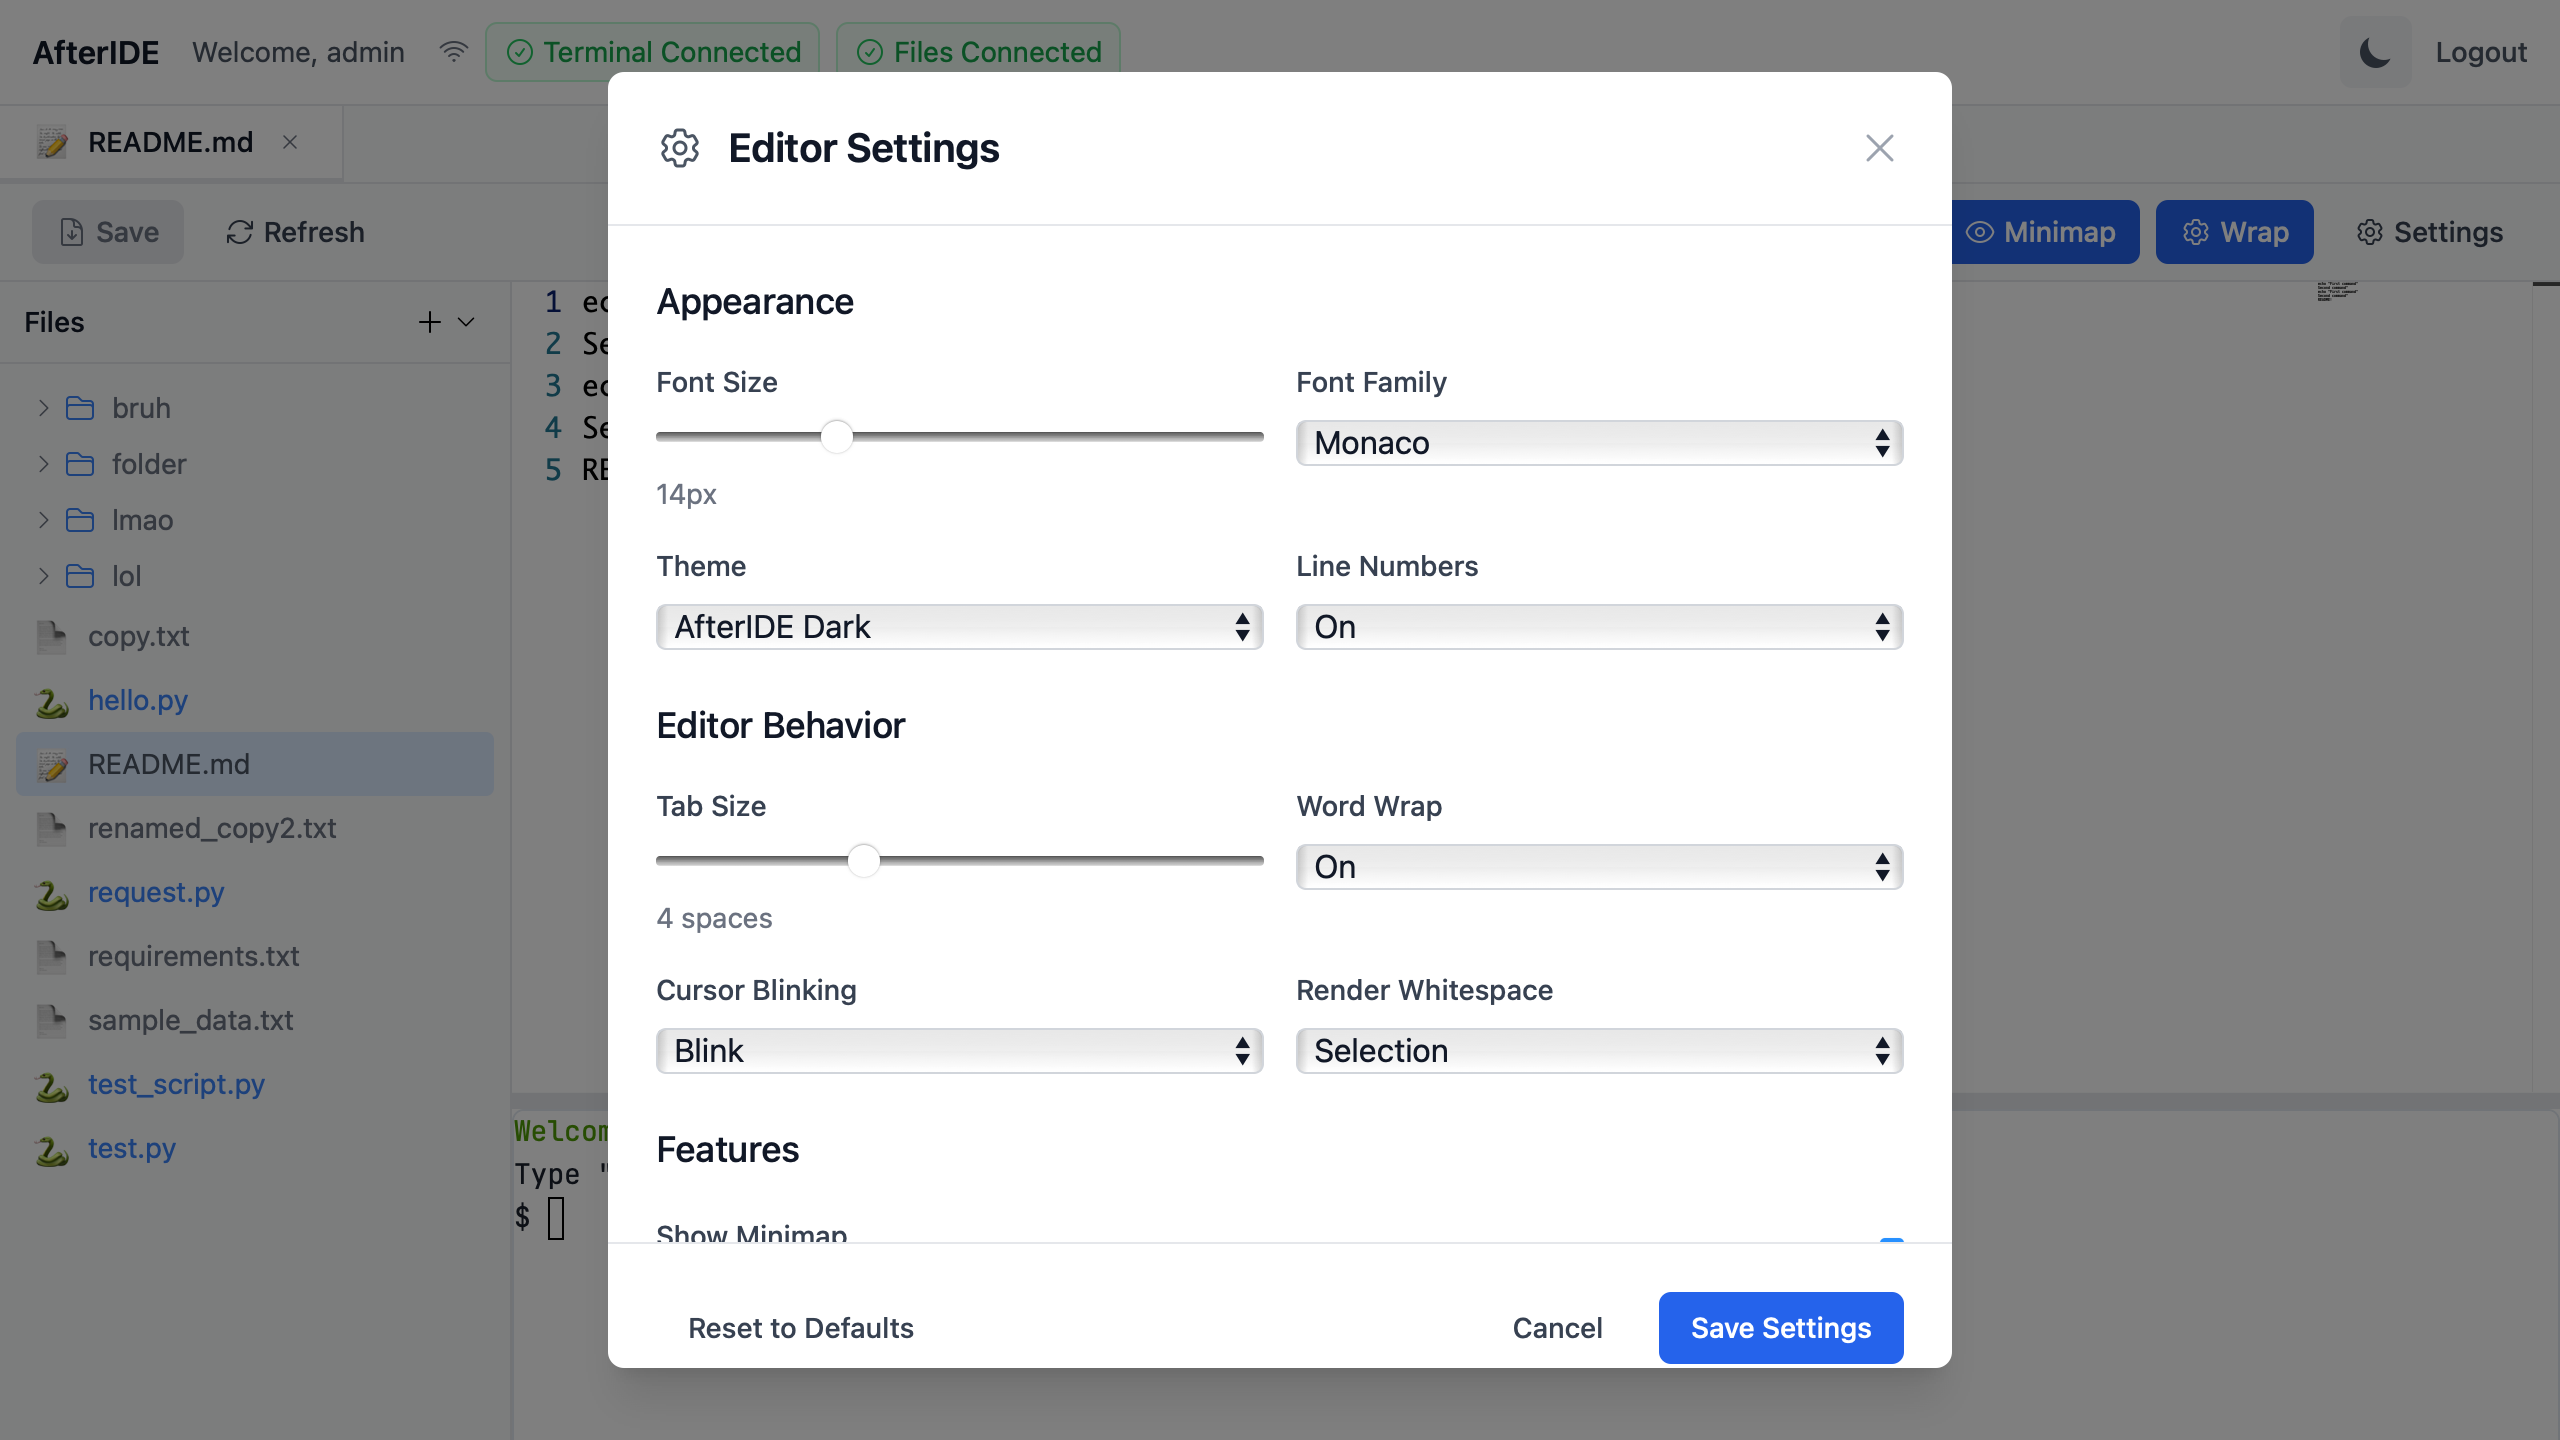 AfterIDE Welcome, admin Terminal Connected Files Connected Logout
README.md
Save Refresh Minimap Wrap Settings
Files
bruh
folder
lmao
lol
copy.txt
hello.py
README.md
renamed_copy2.txt
request.py
requirements.txt
sample_data.txt
test_script.py
test.py
1 ec
2 Se
3 ec
4 Se
5 RE
Welcom
Type "
$
Editor Settings
Appearance
Font Size
14px
Font Family
Monaco
Theme
AfterIDE Dark
Line Numbers
On
Editor Behavior
Tab Size
4 spaces
Word Wrap
On
Cursor Blinking
Blink
Render Whitespace
Selection
Features
Show Minimap
Reset to Defaults Cancel Save Settings